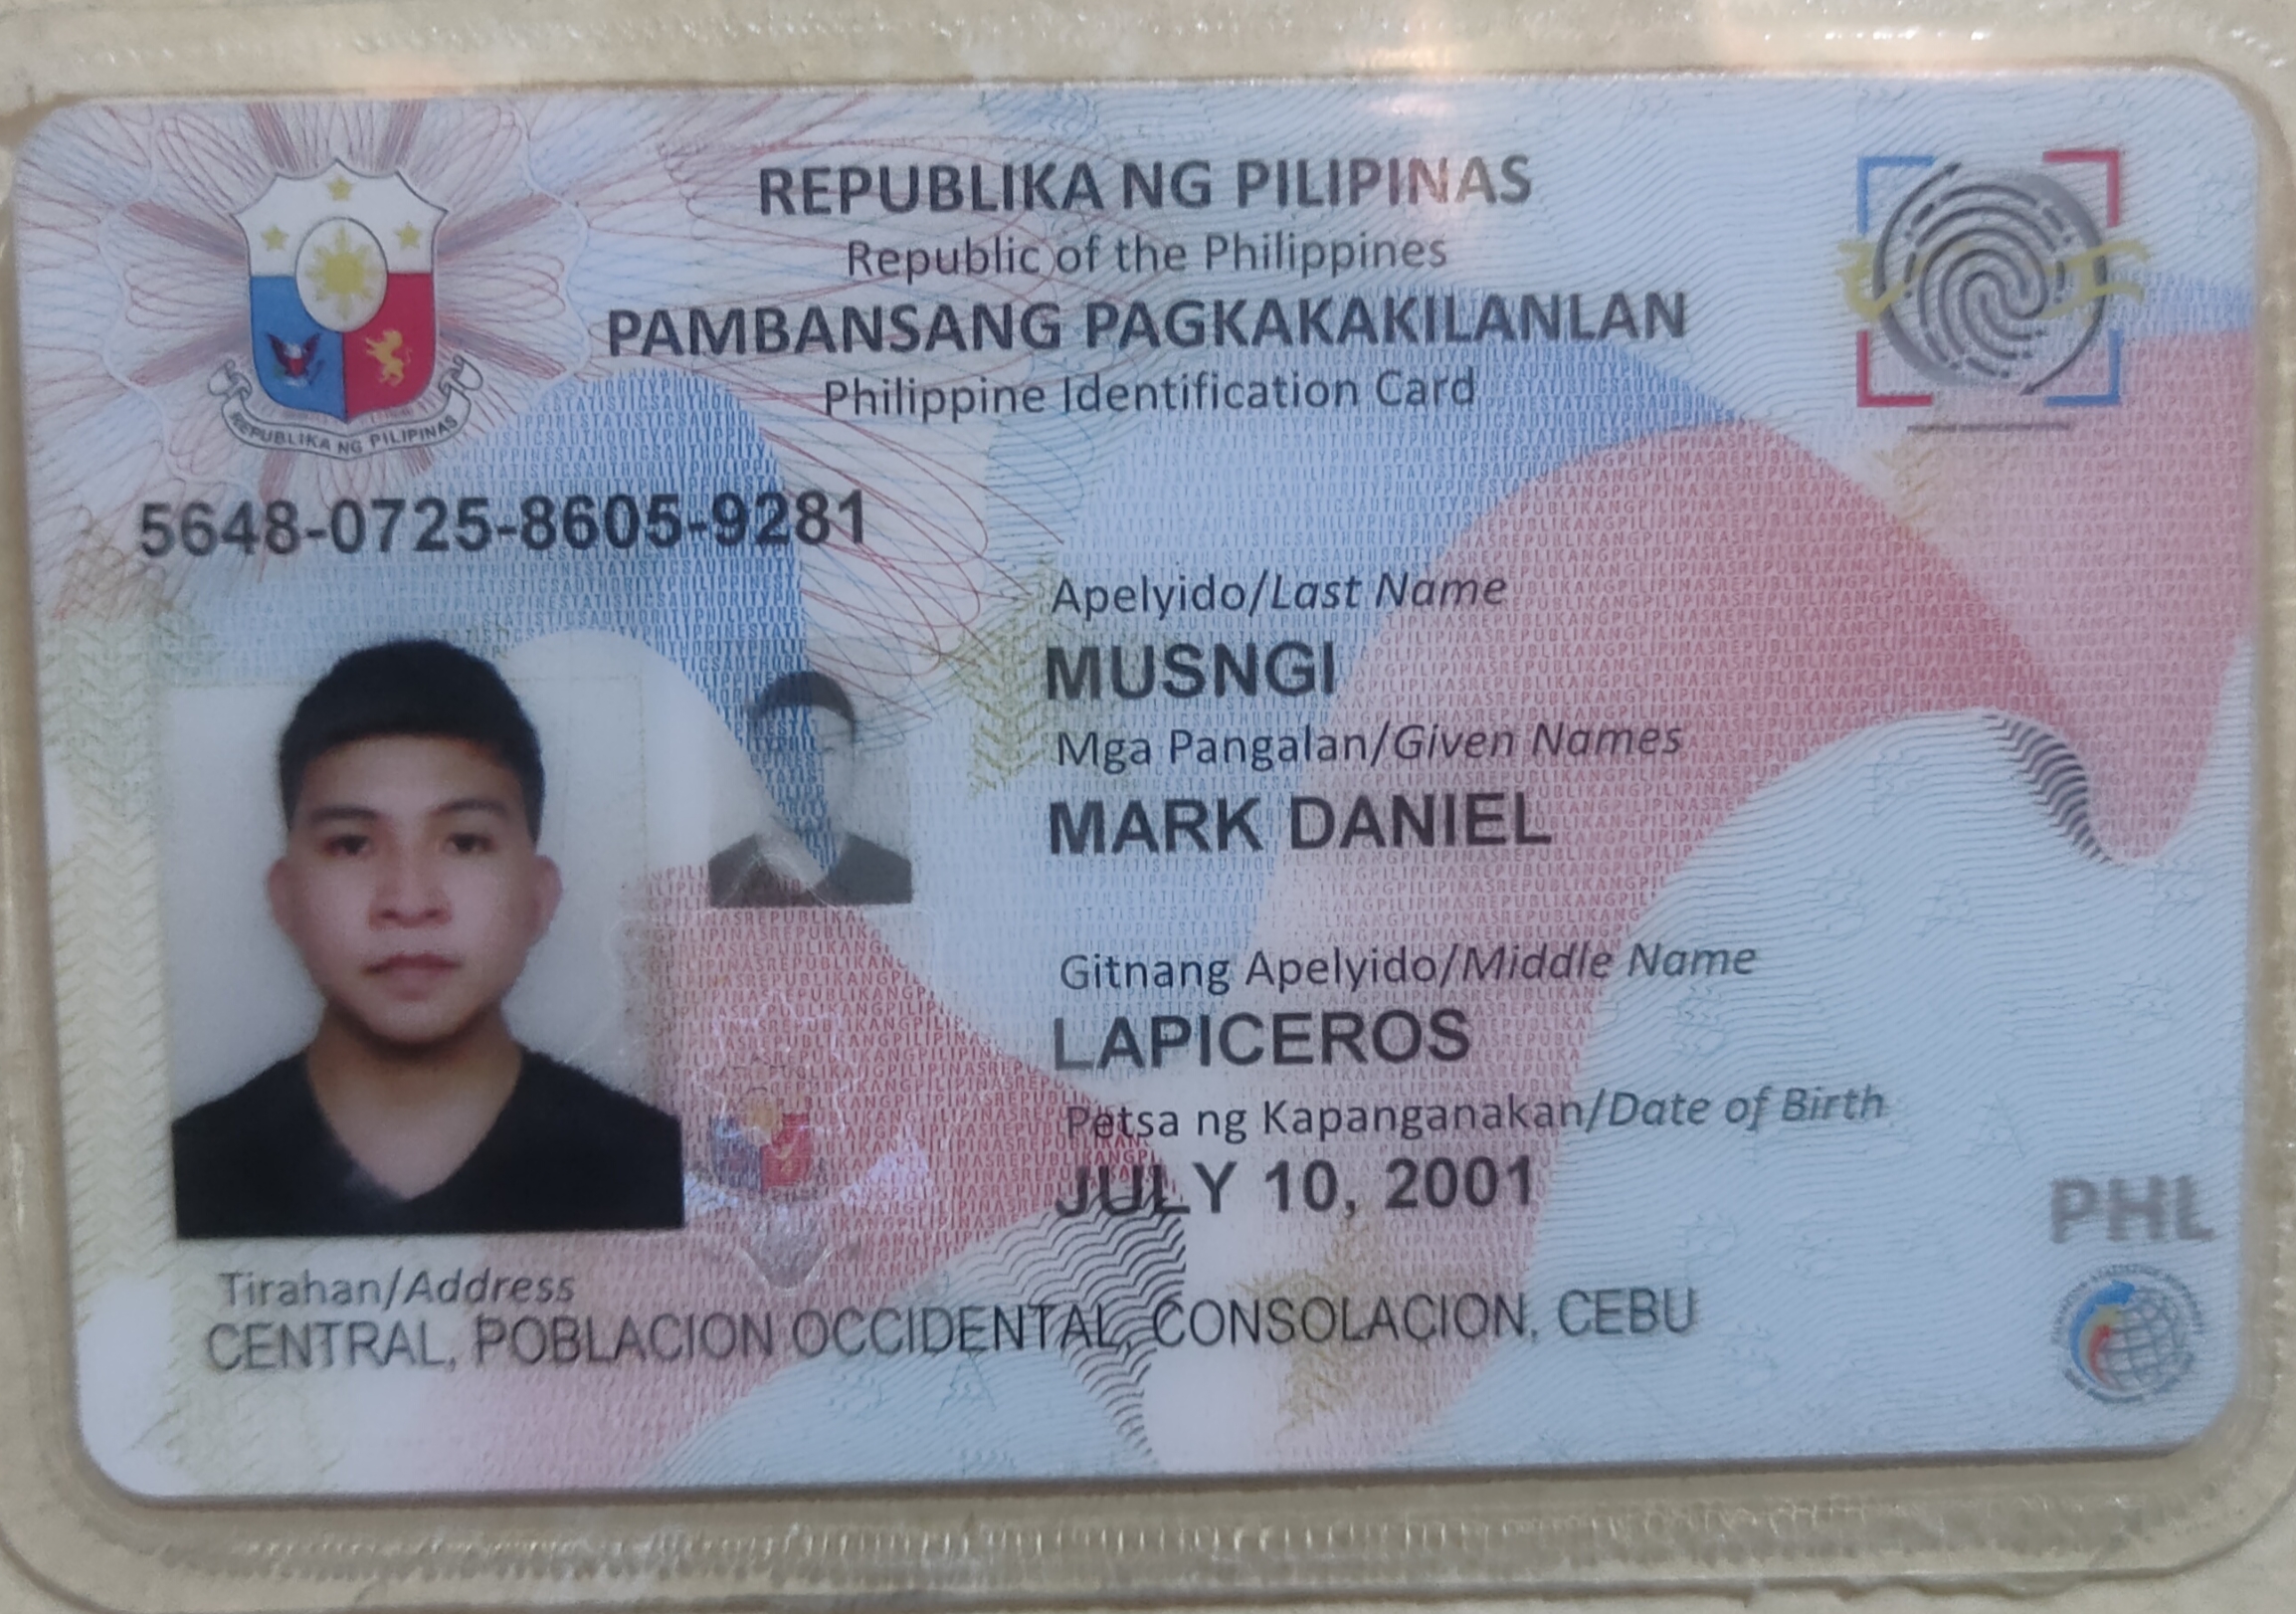 REPUBLIKA NG PILIPINAS
Republic of the Philippines
PAMBANSANG PAGKAKAKILANLAN
Philippine Identification Card
REPUBLIKA NG PILIPINAS
5648-0725-8605-9281
Apelyido/Last Name
MUSNGI
Mga Pangalan/Given Names
MARK DANIEL
Gitnang Apelyido/Middle Name
LAPICEROS
Petsa ng Kapanganakan/Date of Birth
JULY 10, 2001
PHL
Tirahan/Address
CENTRAL, POBLACION OCCIDENTAL, CONSOLACION, CEBU